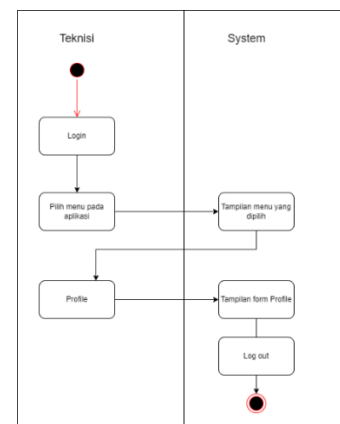 Teknisi
System
Login
Pilih menu pada
aplikasi
Tampilan menu yang
dipilih
Profile
Tampilan form Profile
Log out